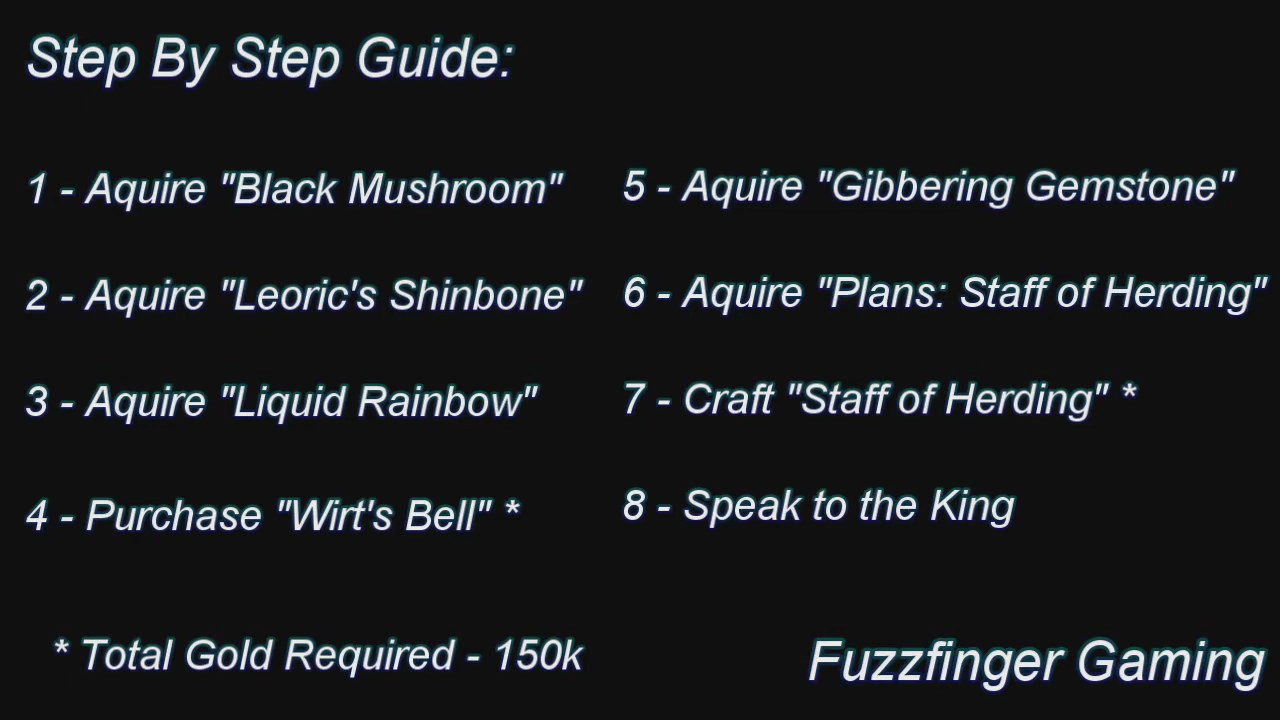 Step By Step Guide:
1 - Aquire "Black Mushroom"
2 - Aquire "Leoric's Shinbone"
3 - Aquire "Liquid Rainbow"
4 - Purchase "Wirt's Bell" *
5 - Aquire "Gibbering Gemstone"
6 - Aquire "Plans: Staff of Herding"
7 - Craft "Staff of Herding" *
8 - Speak to the King
* Total Gold Required - 150k
Fuzzfinger Gaming